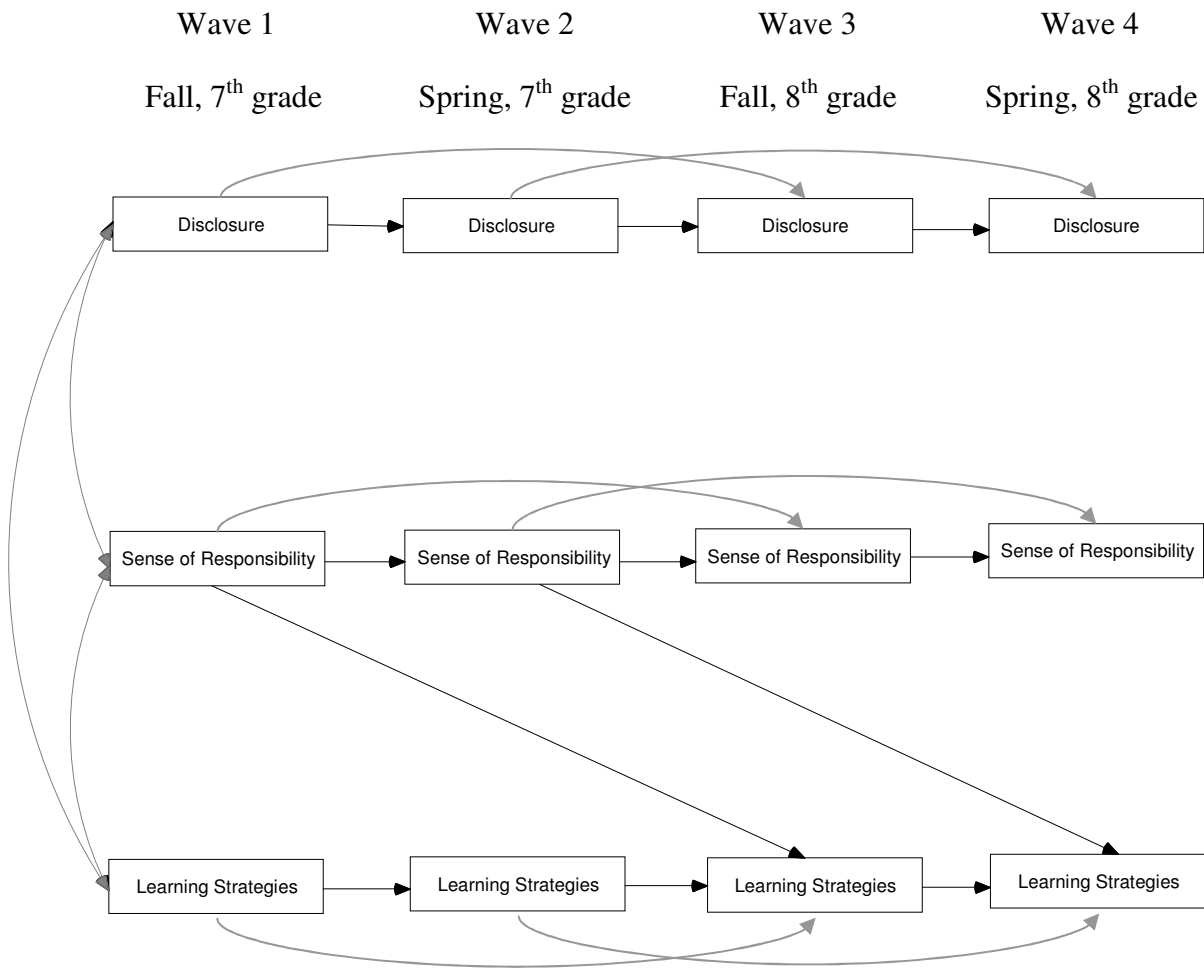 Wave 1 Wave 2 Wave 3 Wave 4
Fall, 7th grade Spring, 7th grade Fall, 8th grade Spring, 8th grade
Disclosure Disclosure Disclosure Disclosure
Sense of Responsibility Sense of Responsibility Sense of Responsibility Sense of Responsibility
Learning Strategies Learning Strategies Learning Strategies Learning Strategies